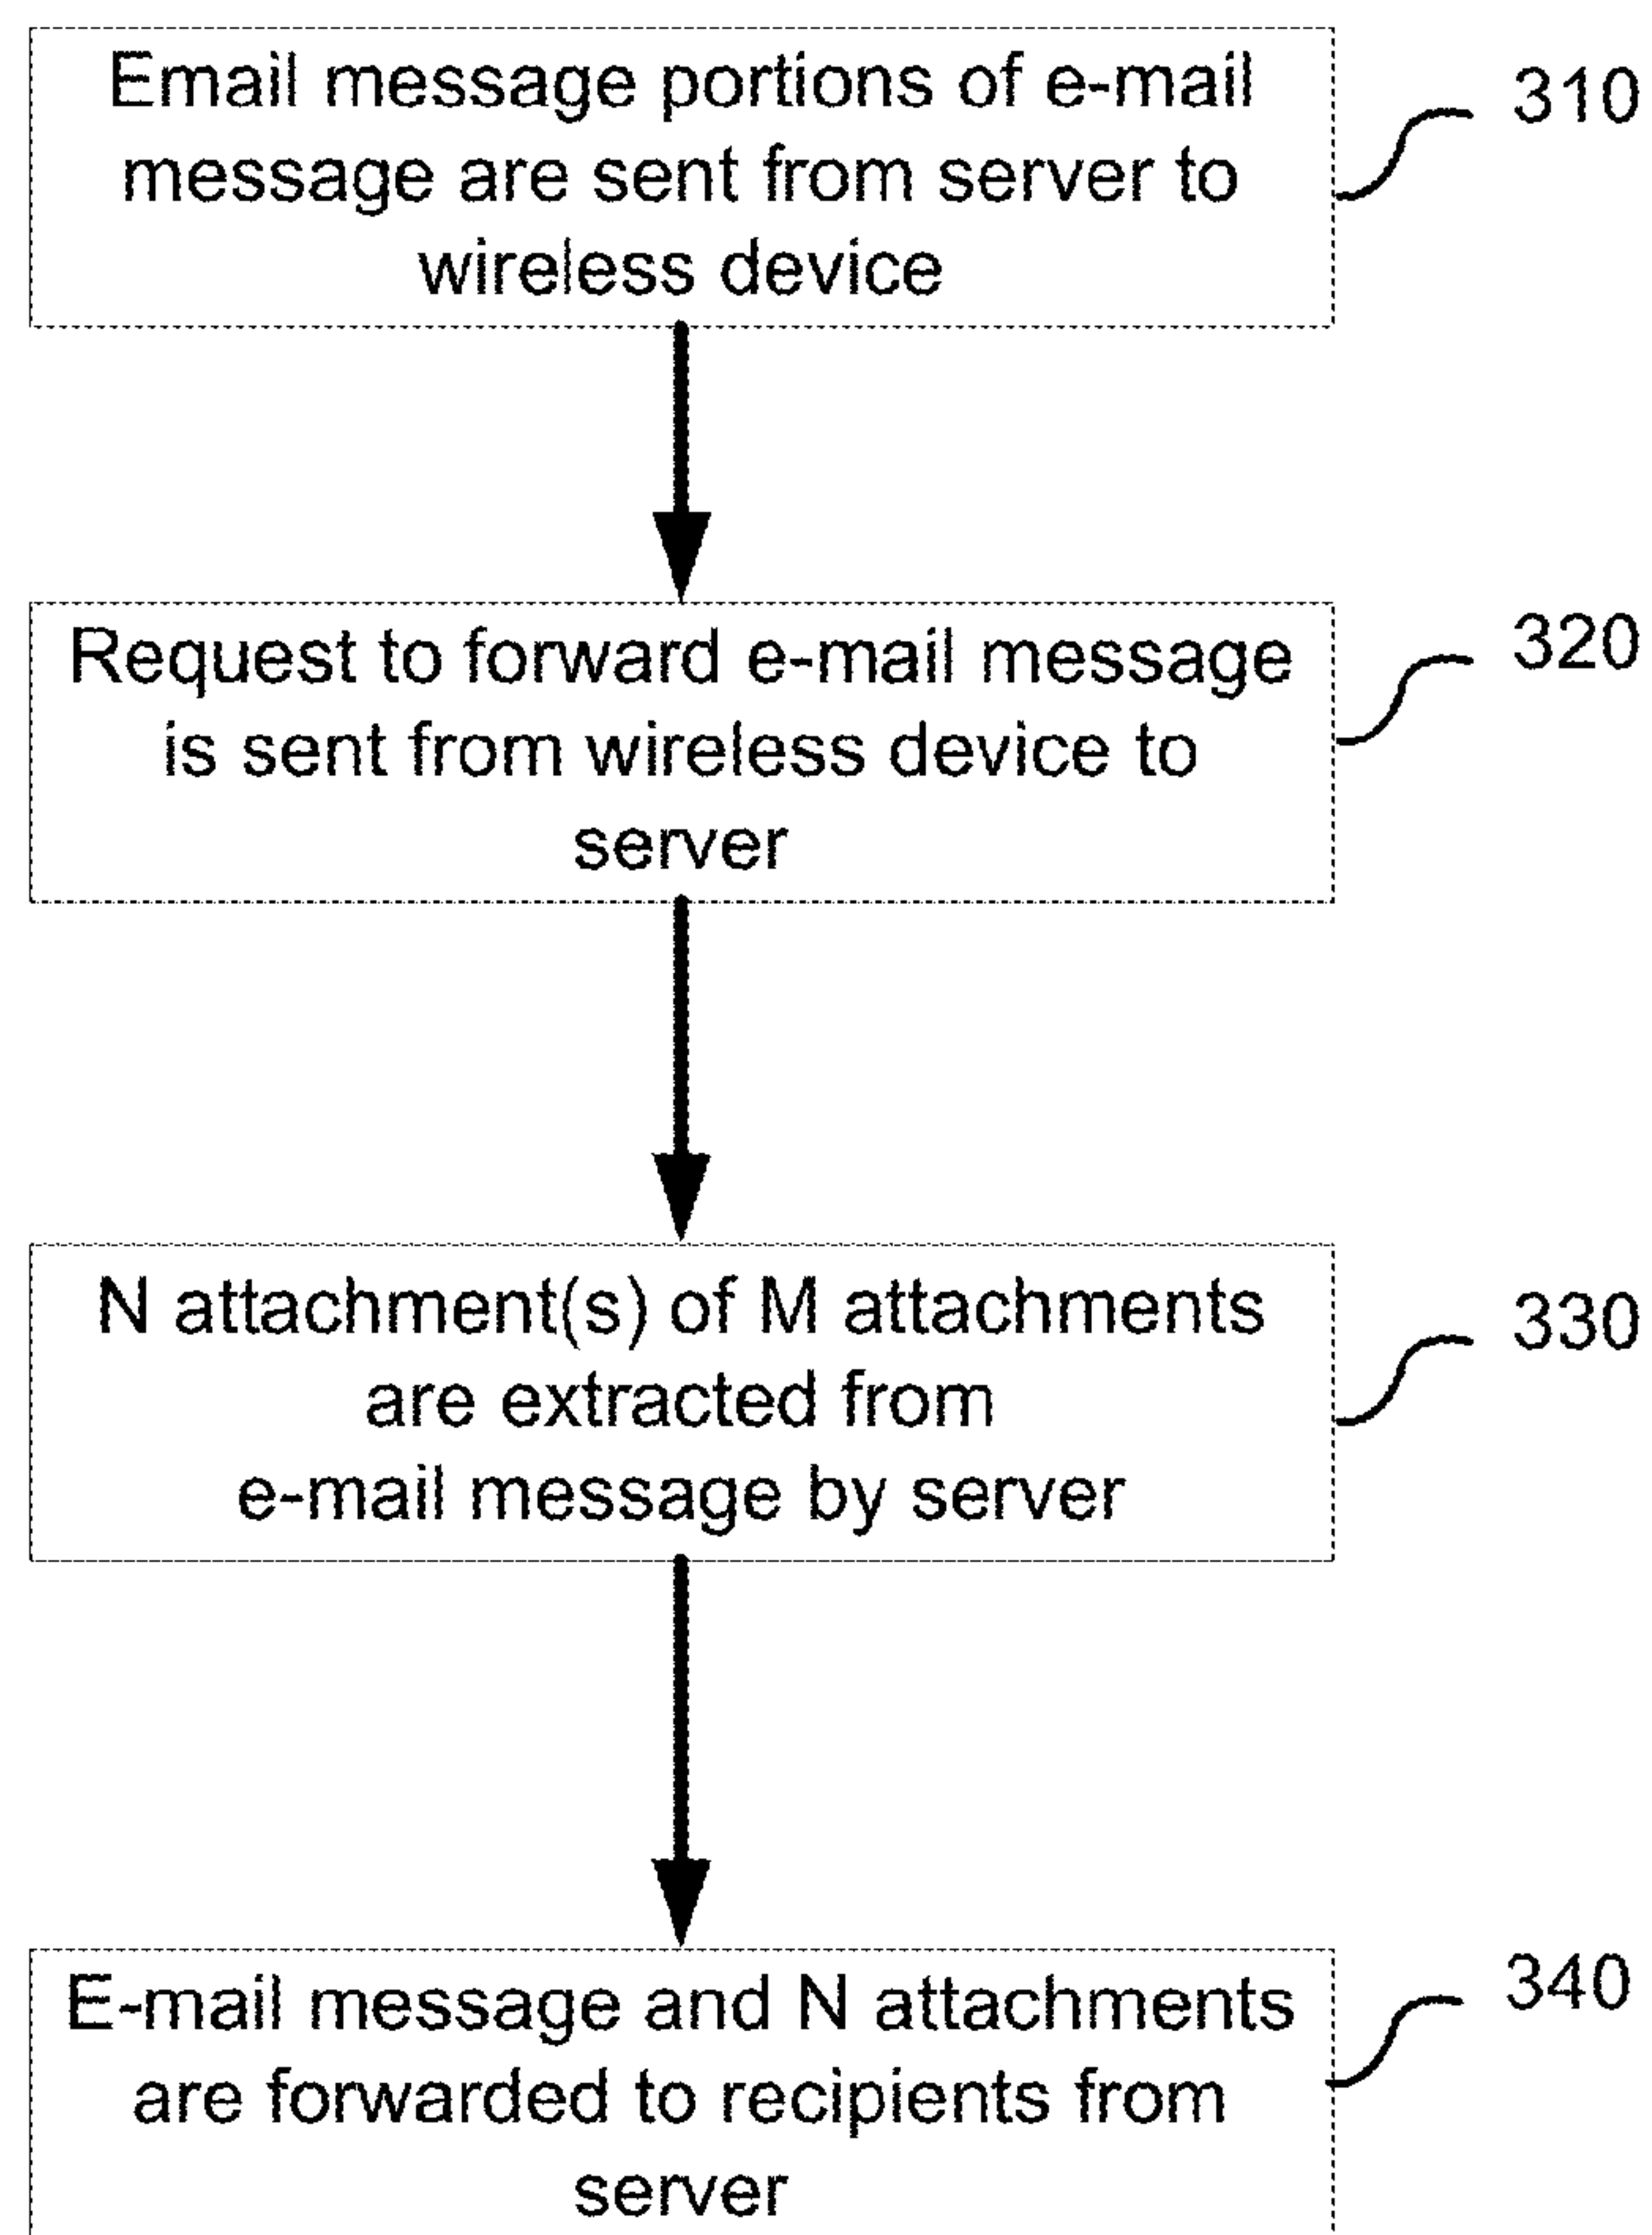 Email message portions of e-mail
message are sent from server to
wireless device
310
Request to forward e-mail message
is sent from wireless device to
server
320
N attachment(s) of M attachments
are extracted from
e-mail message by server
330
E-mail message and N attachments
are forwarded to recipients from
server
340